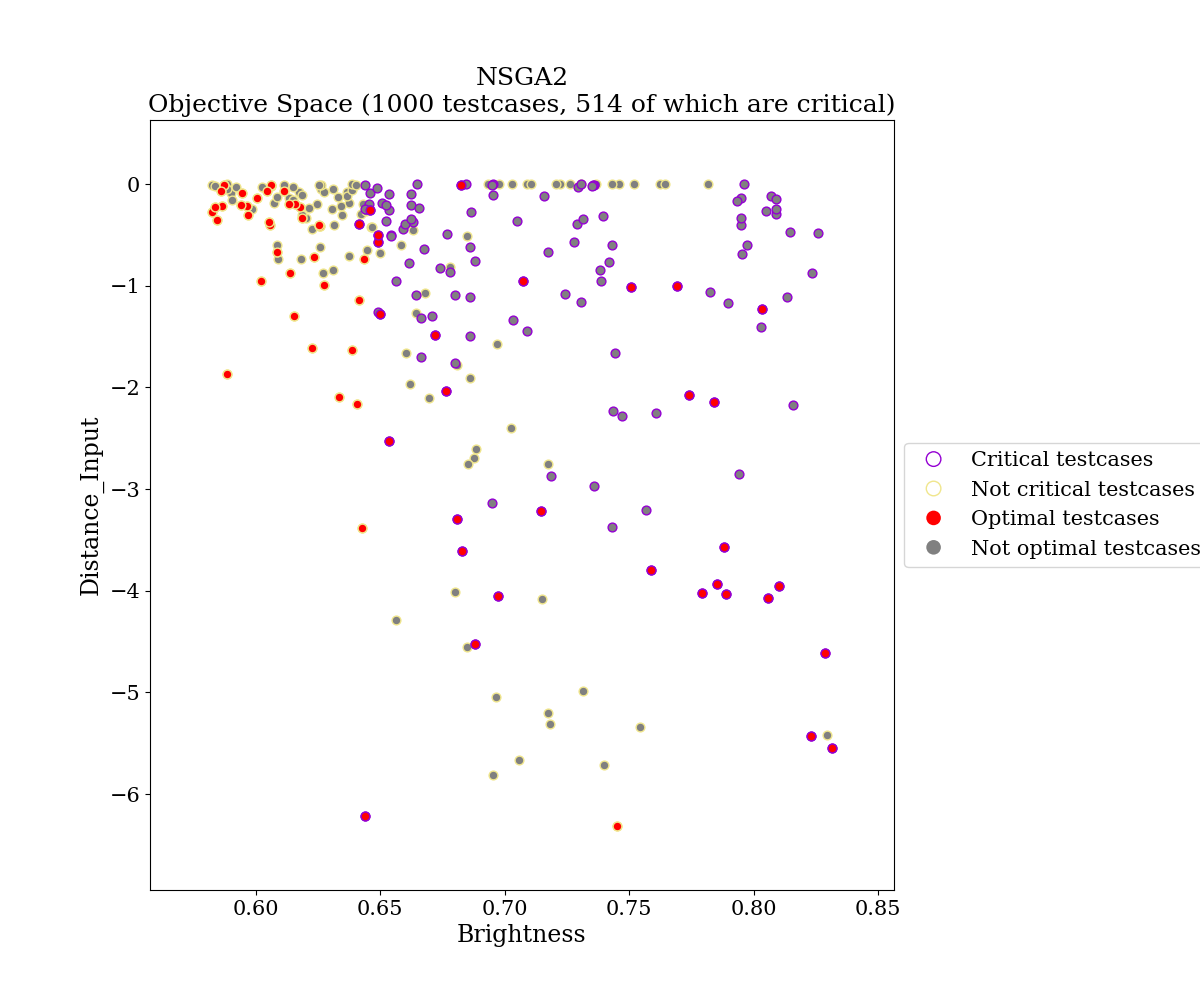 NSGA2
Objective Space (1000 testcases, 514 of which are critical)
0
−1
−2
−3
−4
−5
−6
Distance_Input
0.60
0.65
0.70
0.75
0.80
0.85
Brightness
Critical testcases
Not critical testcases
Optimal testcases
Not optimal testcases